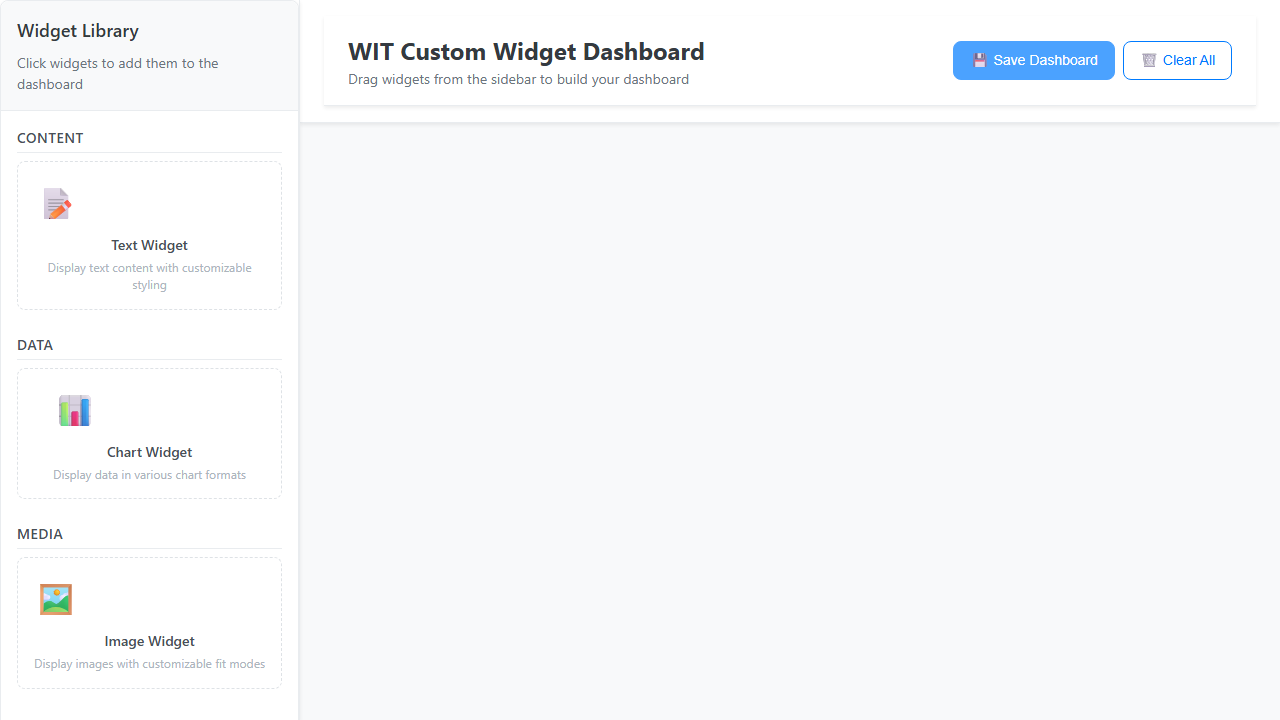 Widget Library
Click widgets to add them to the
dashboard
CONTENT
Text Widget
Display text content with customizable
styling
DATA
Chart Widget
Display data in various chart formats
MEDIA
Image Widget
Display images with customizable fit modes
WIT Custom Widget Dashboard
Drag widgets from the sidebar to build your dashboard
Save Dashboard
Clear All